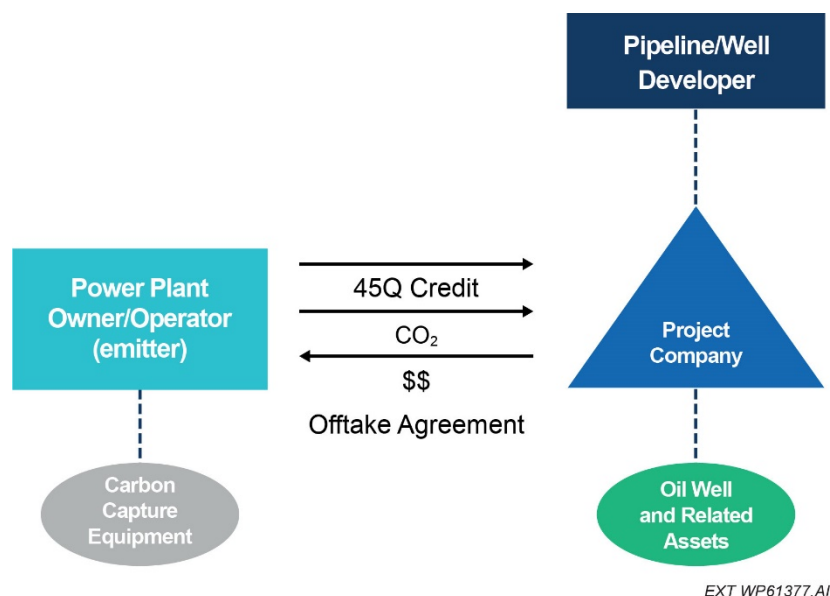 Pipeline/Well
Developer
Power Plant
Owner/Operator
(emitter)
45Q Credit
CO₂
$$
Offtake Agreement
Project
Company
Carbon
Capture
Equipment
Oil Well
and Related
Assets
EXT WP61377.AI